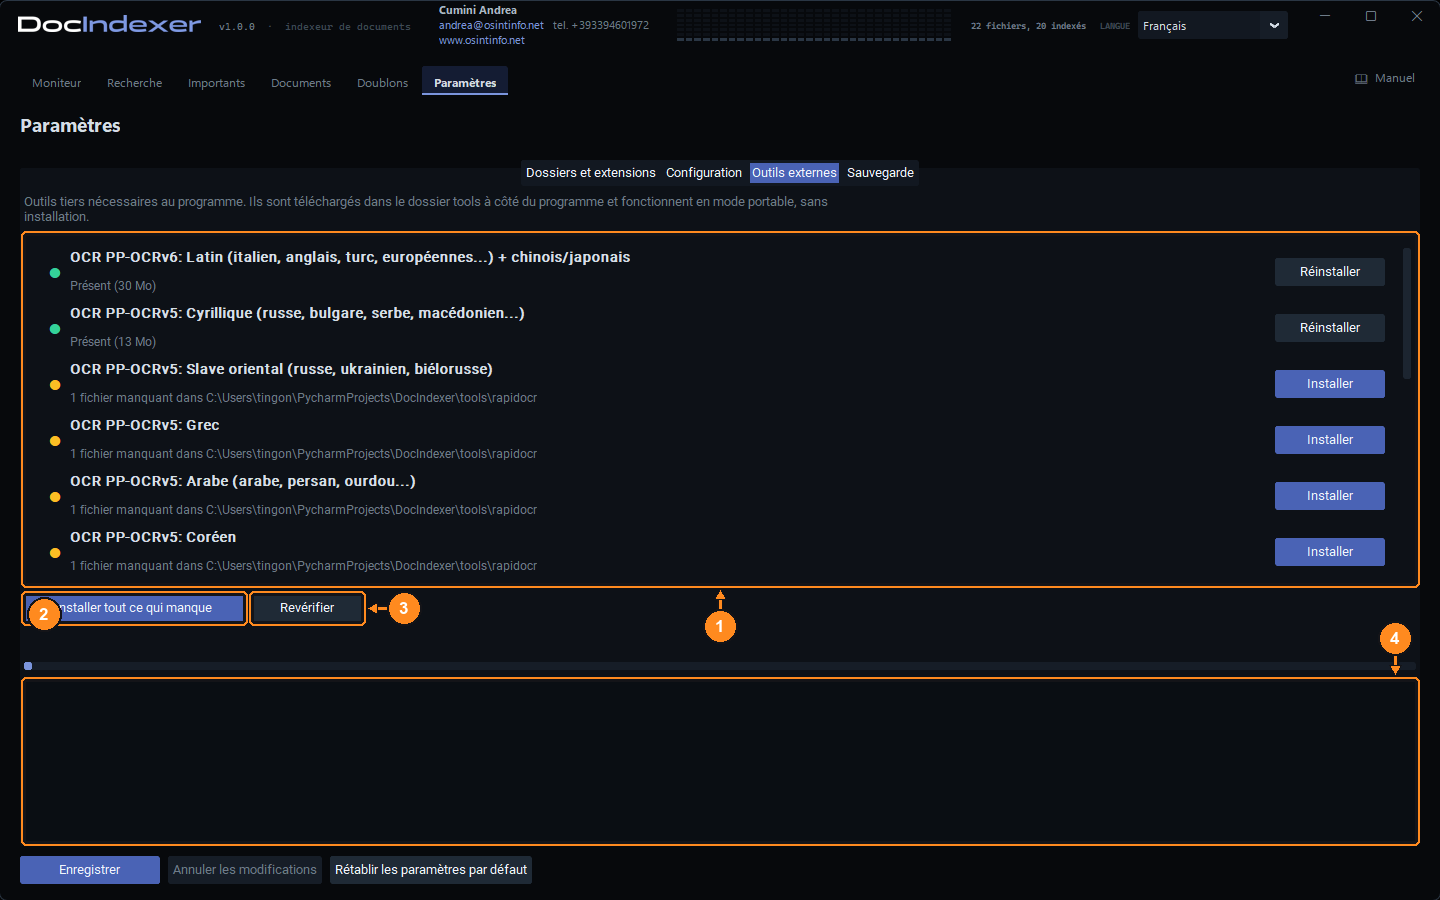 DocIndexer v1.0.0 · indexeur de documents
Cumini Andrea
andrea@osintinfo.net tel. +393394601972
www.osintinfo.net
22 fichiers, 20 indexés LANGUE Français
Moniteur Recherche Importants Documents Doublons Paramètres Manuel
Paramètres
Dossiers et extensions Configuration Outils externes Sauvegarde
Outils tiers nécessaires au programme. Ils sont téléchargés dans le dossier tools à côté du programme et fonctionnent en mode portable, sans
installation.
OCR PP-OCRv6: Latin (italien, anglais, turc, européennes...) + chinois/japonais
Présent (30 Mo)
Réinstaller
OCR PP-OCRv5: Cyrillique (russe, bulgare, serbe, macédonien...)
Présent (13 Mo)
Réinstaller
OCR PP-OCRv5: Slave oriental (russe, ukrainien, biélorusse)
1 fichier manquant dans C:\Users\tingon\PycharmProjects\DocIndexer\tools\rapidocr
Installer
OCR PP-OCRv5: Grec
1 fichier manquant dans C:\Users\tingon\PycharmProjects\DocIndexer\tools\rapidocr
Installer
OCR PP-OCRv5: Arabe (arabe, persan, ourdou...)
1 fichier manquant dans C:\Users\tingon\PycharmProjects\DocIndexer\tools\rapidocr
Installer
OCR PP-OCRv5: Coréen
1 fichier manquant dans C:\Users\tingon\PycharmProjects\DocIndexer\tools\rapidocr
Installer
2 tout ce qui manque Revérifier 3
1
4
Enregistrer Annuler les modifications Rétablir les paramètres par défaut